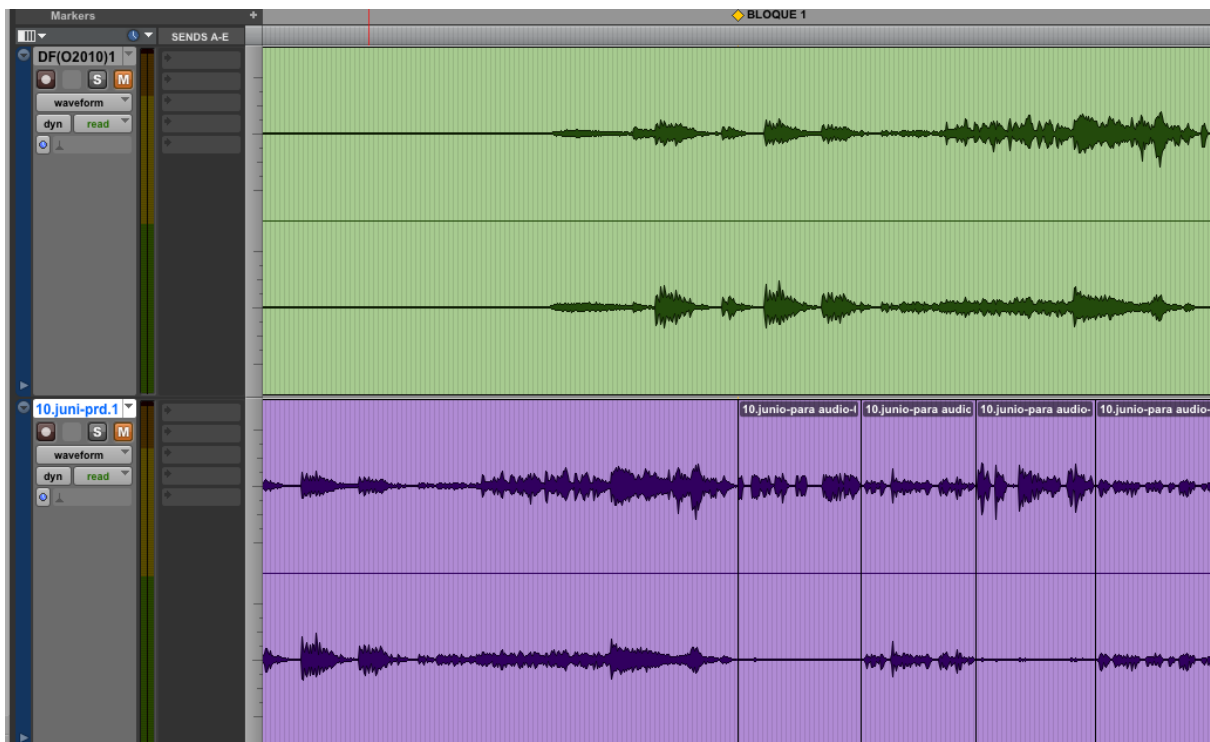 Markers
BLOQUE 1
SENDS A-E
DF(O2010)1
S M
waveform
dyn read
10.juni-prd.1
S M
waveform
dyn read
10.junio-para audio-
10.junio-para audic
10.junio-para audio-
10.junio-para audio-